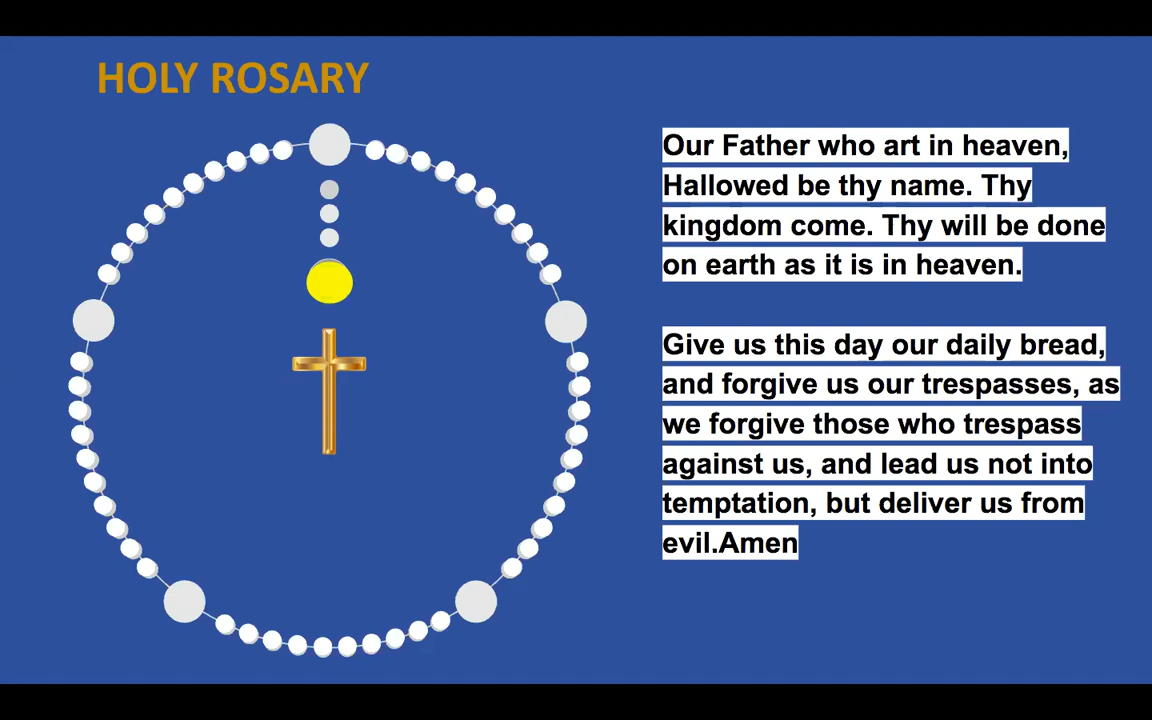 HOLY ROSARY
Our Father who art in heaven,
Hallowed be thy name. Thy
kingdom come. Thy will be done
on earth as it is in heaven.
Give us this day our daily bread,
and forgive us our trespasses, as
we forgive those who trespass
against us, and lead us not into
temptation, but deliver us from
evil.Amen